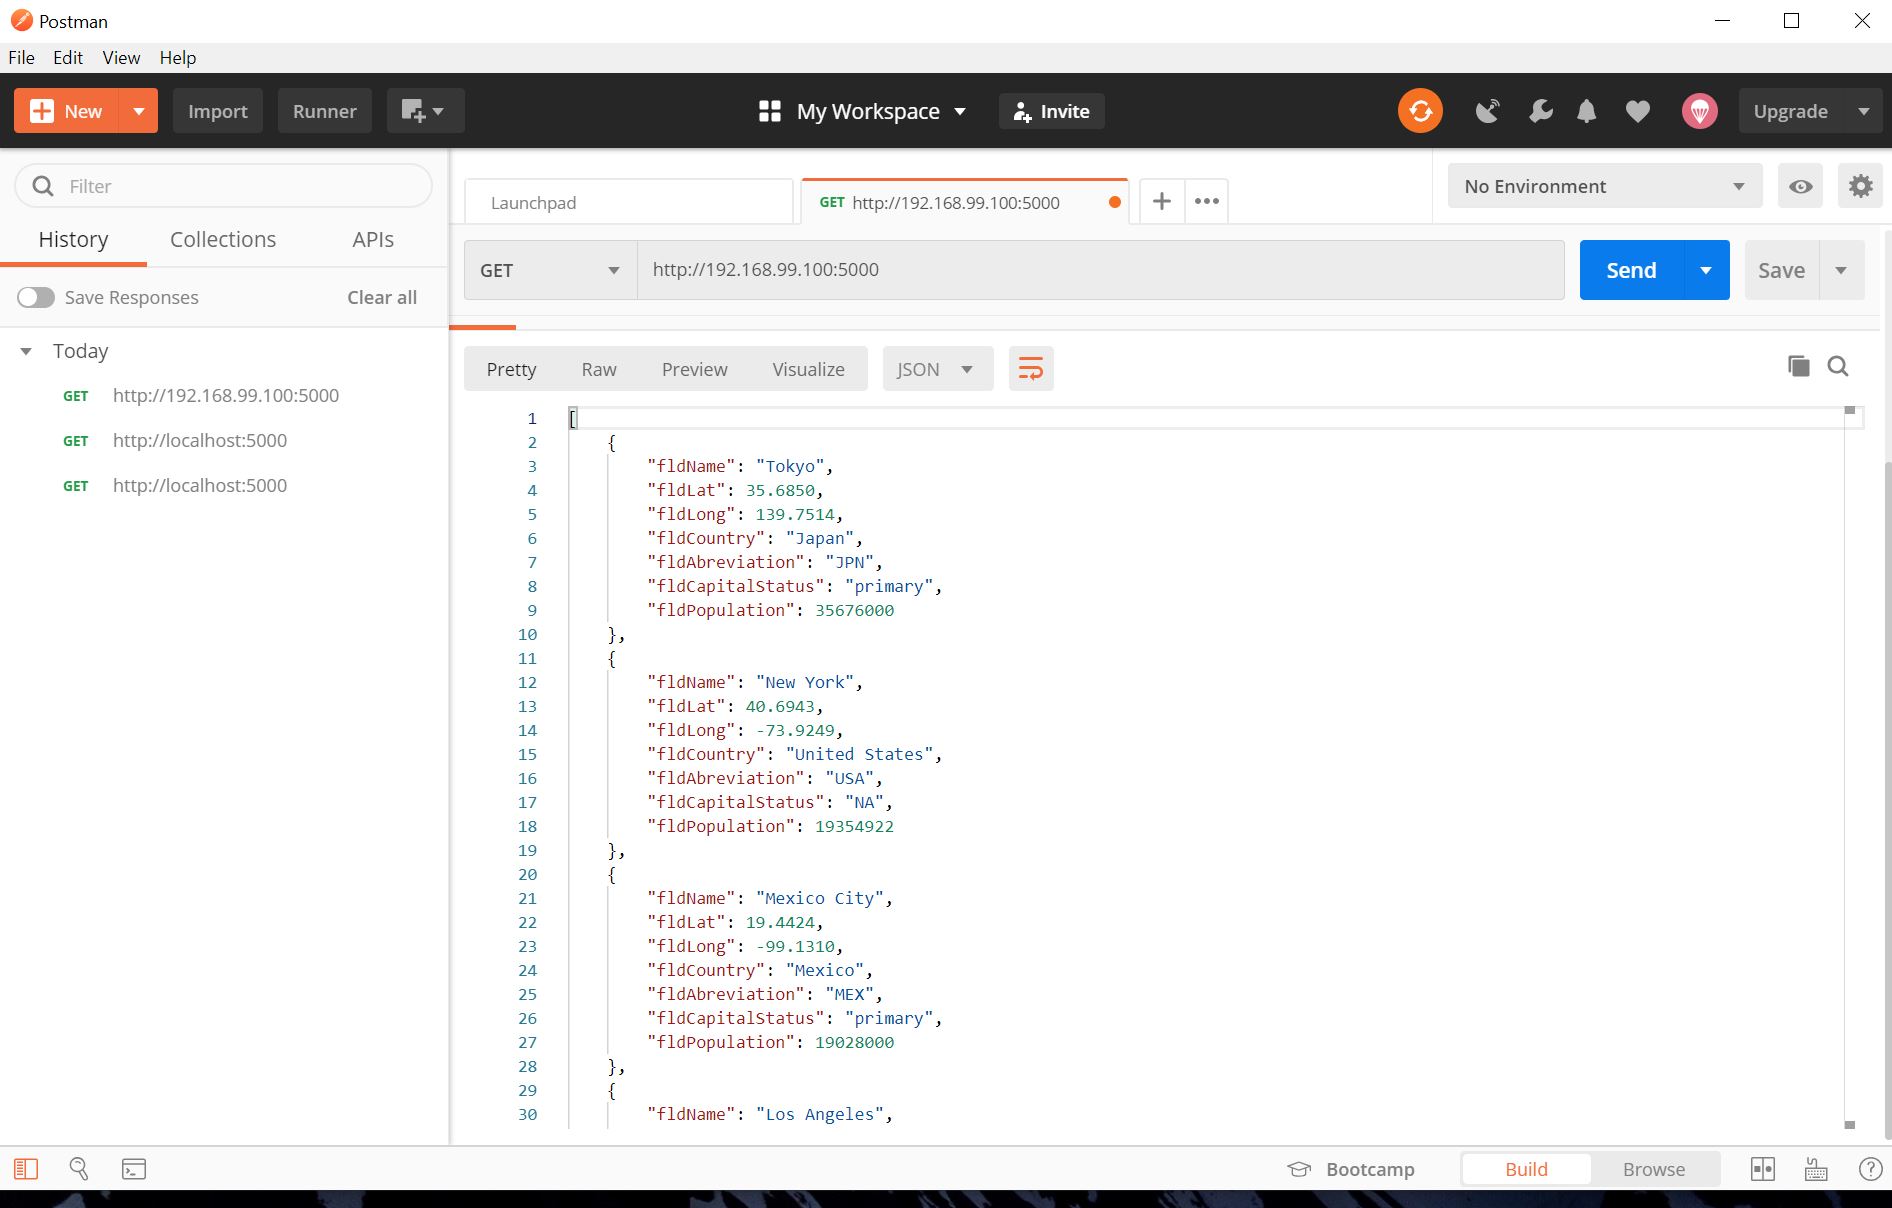 Postman
File Edit View Help
New Import Runner My Workspace Invite Upgrade
Filter
History Collections APIs
Save Responses Clear all
Today
GET http://192.168.99.100:5000
GET http://localhost:5000
GET http://localhost:5000
Launchpad GET http://192.168.99.100:5000 No Environment
GET http://192.168.99.100:5000 Send Save
Pretty Raw Preview Visualize JSON
1 [
2 {
3 "fldName": "Tokyo",
4 "fldLat": 35.6850,
5 "fldLong": 139.7514,
6 "fldCountry": "Japan",
7 "fldAbreviation": "JPN",
8 "fldCapitalStatus": "primary",
9 "fldPopulation": 35676000
10 },
11 {
12 "fldName": "New York",
13 "fldLat": 40.6943,
14 "fldLong": -73.9249,
15 "fldCountry": "United States",
16 "fldAbreviation": "USA",
17 "fldCapitalStatus": "NA",
18 "fldPopulation": 19354922
19 },
20 {
21 "fldName": "Mexico City",
22 "fldLat": 19.4424,
23 "fldLong": -99.1310,
24 "fldCountry": "Mexico",
25 "fldAbreviation": "MEX",
26 "fldCapitalStatus": "primary",
27 "fldPopulation": 19028000
28 },
29 {
30 "fldName": "Los Angeles",
Bootcamp Build Browse